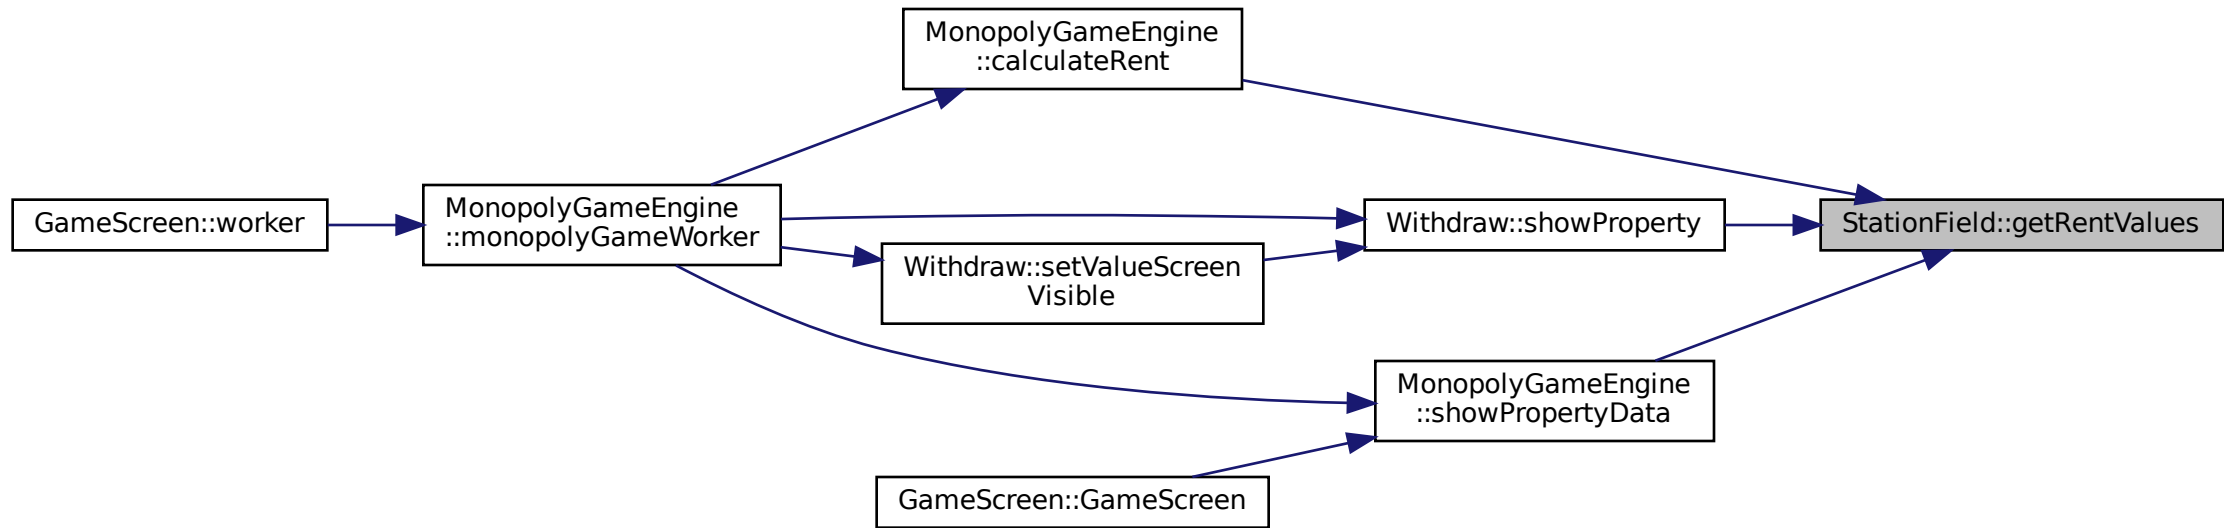 MonopolyGameEngine
::calculateRent
GameScreen::worker
MonopolyGameEngine
::monopolyGameWorker
Withdraw::showProperty
StationField::getRentValues
Withdraw::setValueScreen
Visible
MonopolyGameEngine
::showPropertyData
GameScreen::GameScreen